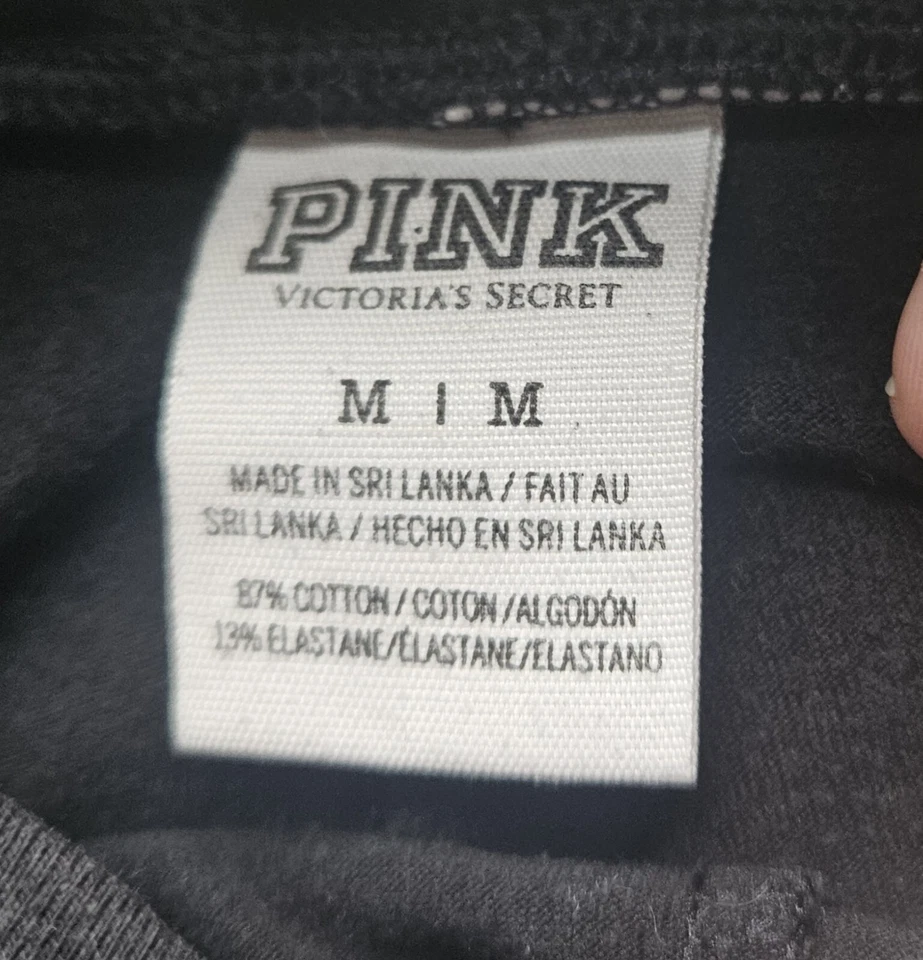 PINK
VICTORIA'S SECRET
M | M
MADE IN SRI LANKA / FAIT AU
SRI LANKA / HECHO EN SRI LANKA
87% COTTON / COTON / ALGODÓN
13% ELASTANE/ÉLASTANE/ELASTANO